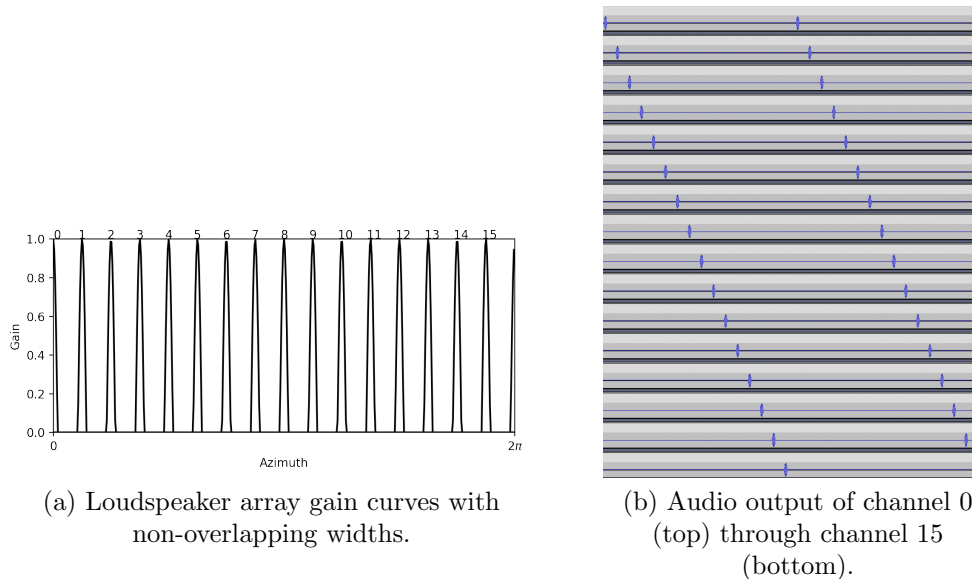 0 1 2 3 4 5 6 7 8 9 10 11 12 13 14 15
1.0
0.8
0.6
0.4
0.2
0.0
Gain
0
2π
Azimuth
(a) Loudspeaker array gain curves with
non-overlapping widths.
(b) Audio output of channel 0
(top) through channel 15
(bottom).